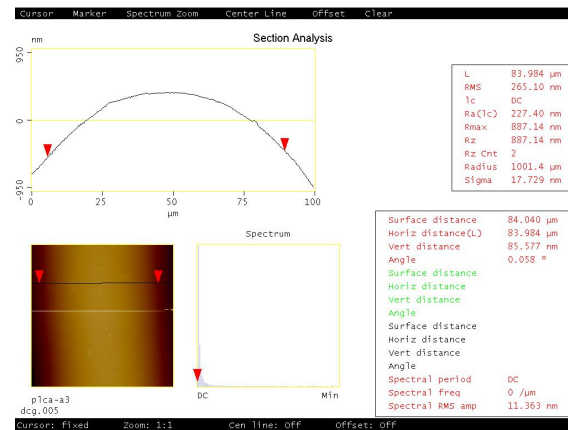 Cursor Marker Spectrum Zoom Center Line Offset Clear
Section Analysis
nm
950
0
-950
0 25 50 75 100
µm
L 83.984 µm
RMS 265.10 nm
lc DC
Ra(lc) 227.40 nm
Rmax 887.14 nm
Rz 887.14 nm
Rz Cnt 2
Radius 1001.4 µm
Sigma 17.729 nm
Surface distance 84.040 µm
Horiz distance(L) 83.984 µm
Vert distance 85.577 nm
Angle 0.058 °
Surface distance
Horiz distance
Vert distance
Angle
Surface distance
Horiz distance
Vert distance
Angle
Spectral period DC
Spectral freq 0 /µm
Spectral RMS amp 11.363 nm
Spectrum
DC Min
plca-a3
dcg.005
Cursor: fixed Zoom: 1:1 Cen line: Off Offset: Off